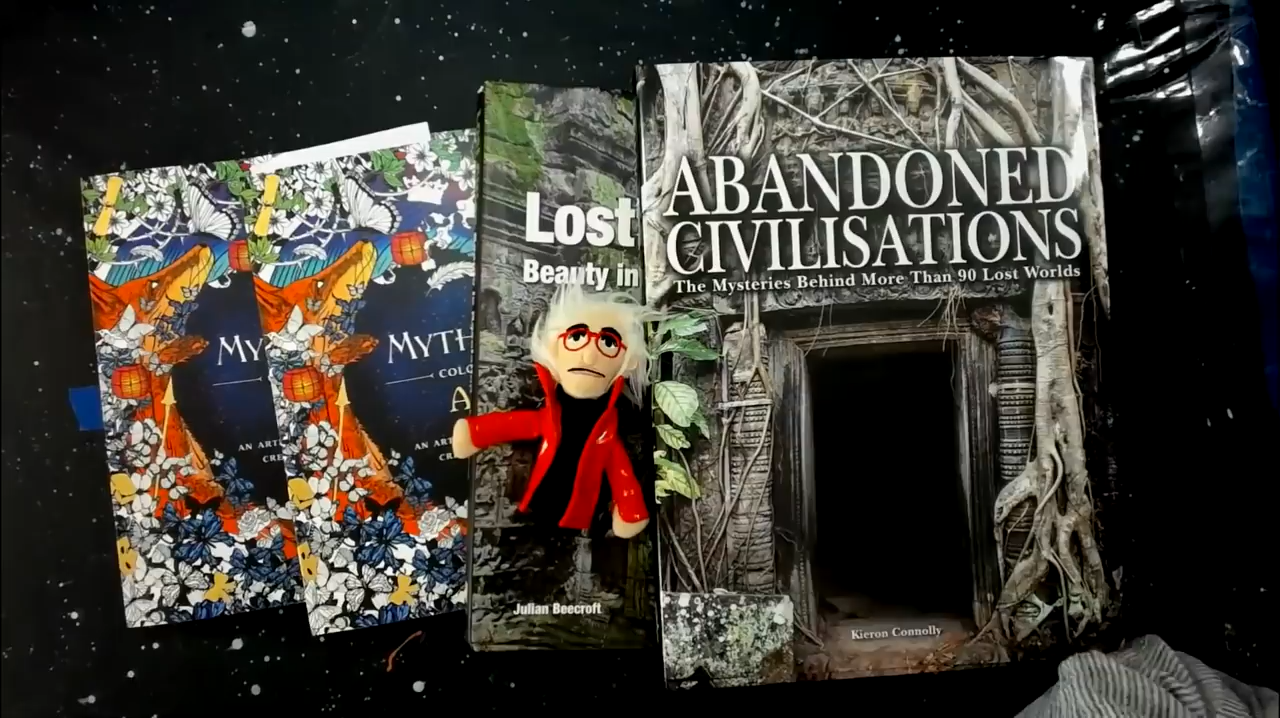 MY
AN ART
CRE
MYTH
COLO
A
AN ART
CRE
Lost
Beauty in
Julian Beecroft
ABANDONED
CIVILISATIONS
The Mysteries Behind More Than 90 Lost Worlds
Kieron Connolly